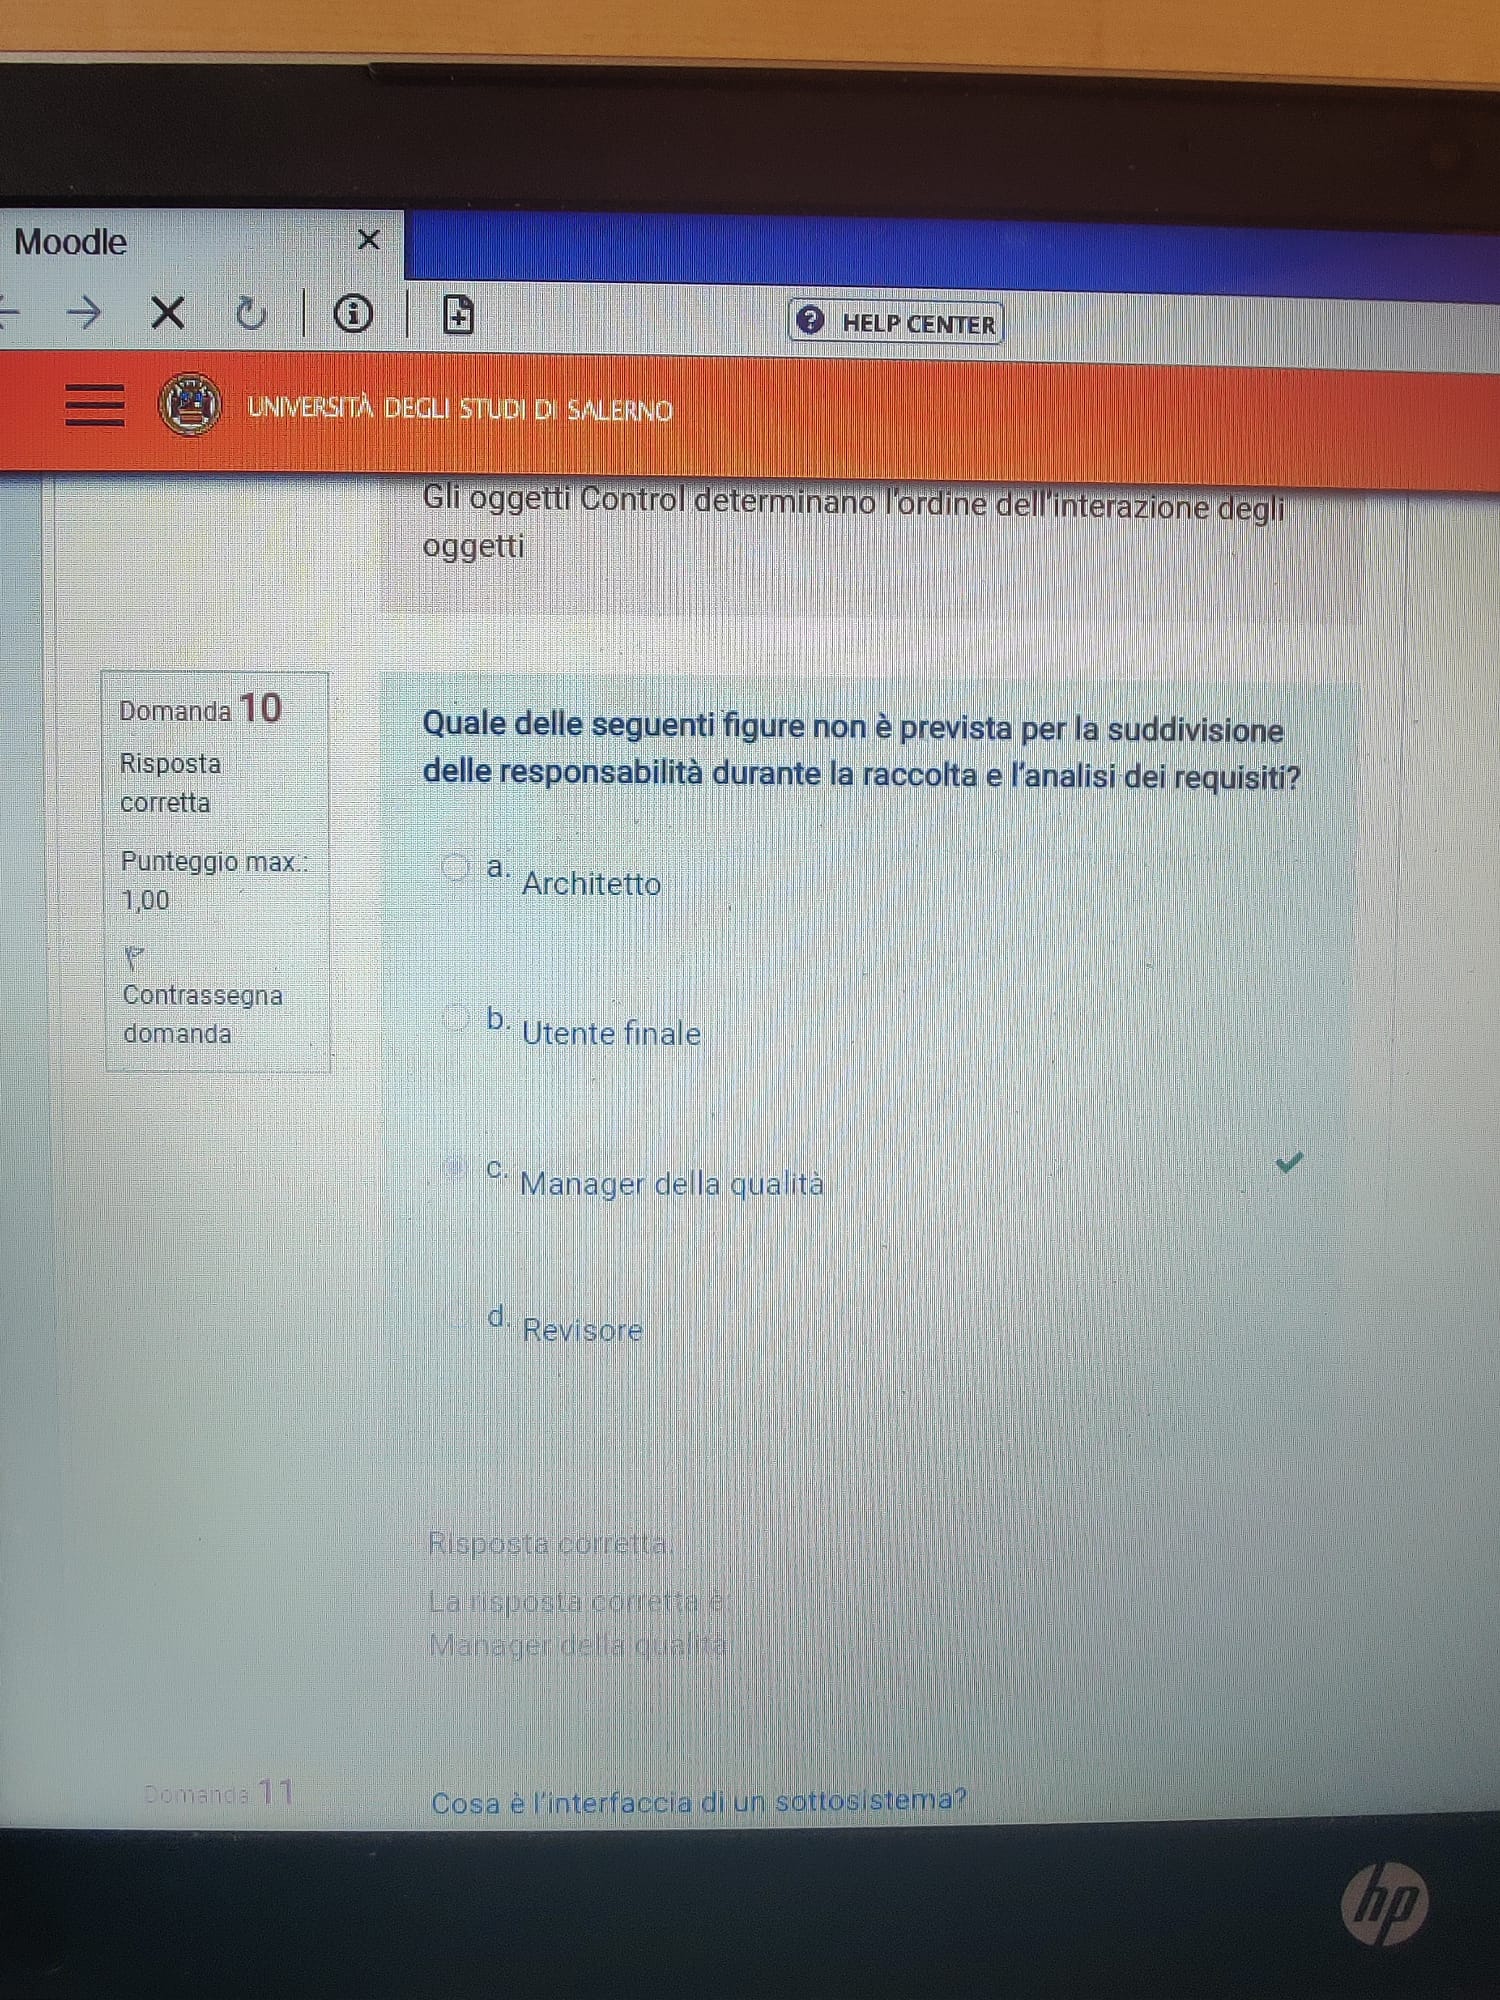 Moodle
HELP CENTER
UNIVERSITÀ DEGLI STUDI DI SALERNO
Gli oggetti Control determinano l'ordine dell'interazione degli
oggetti
Domanda 10
Risposta
corretta
Punteggio max.:
1,00
Contrassegna
domanda
Quale delle seguenti figure non è prevista per la suddivisione
delle responsabilità durante la raccolta e l'analisi dei requisiti?
a. Architetto
b. Utente finale
c. Manager della qualità
d. Revisore
Risposta corretta.
La risposta corretta è:
Manager della qualità
Domanda 11
Cosa è l'interfaccia di un sottosistema?
hp